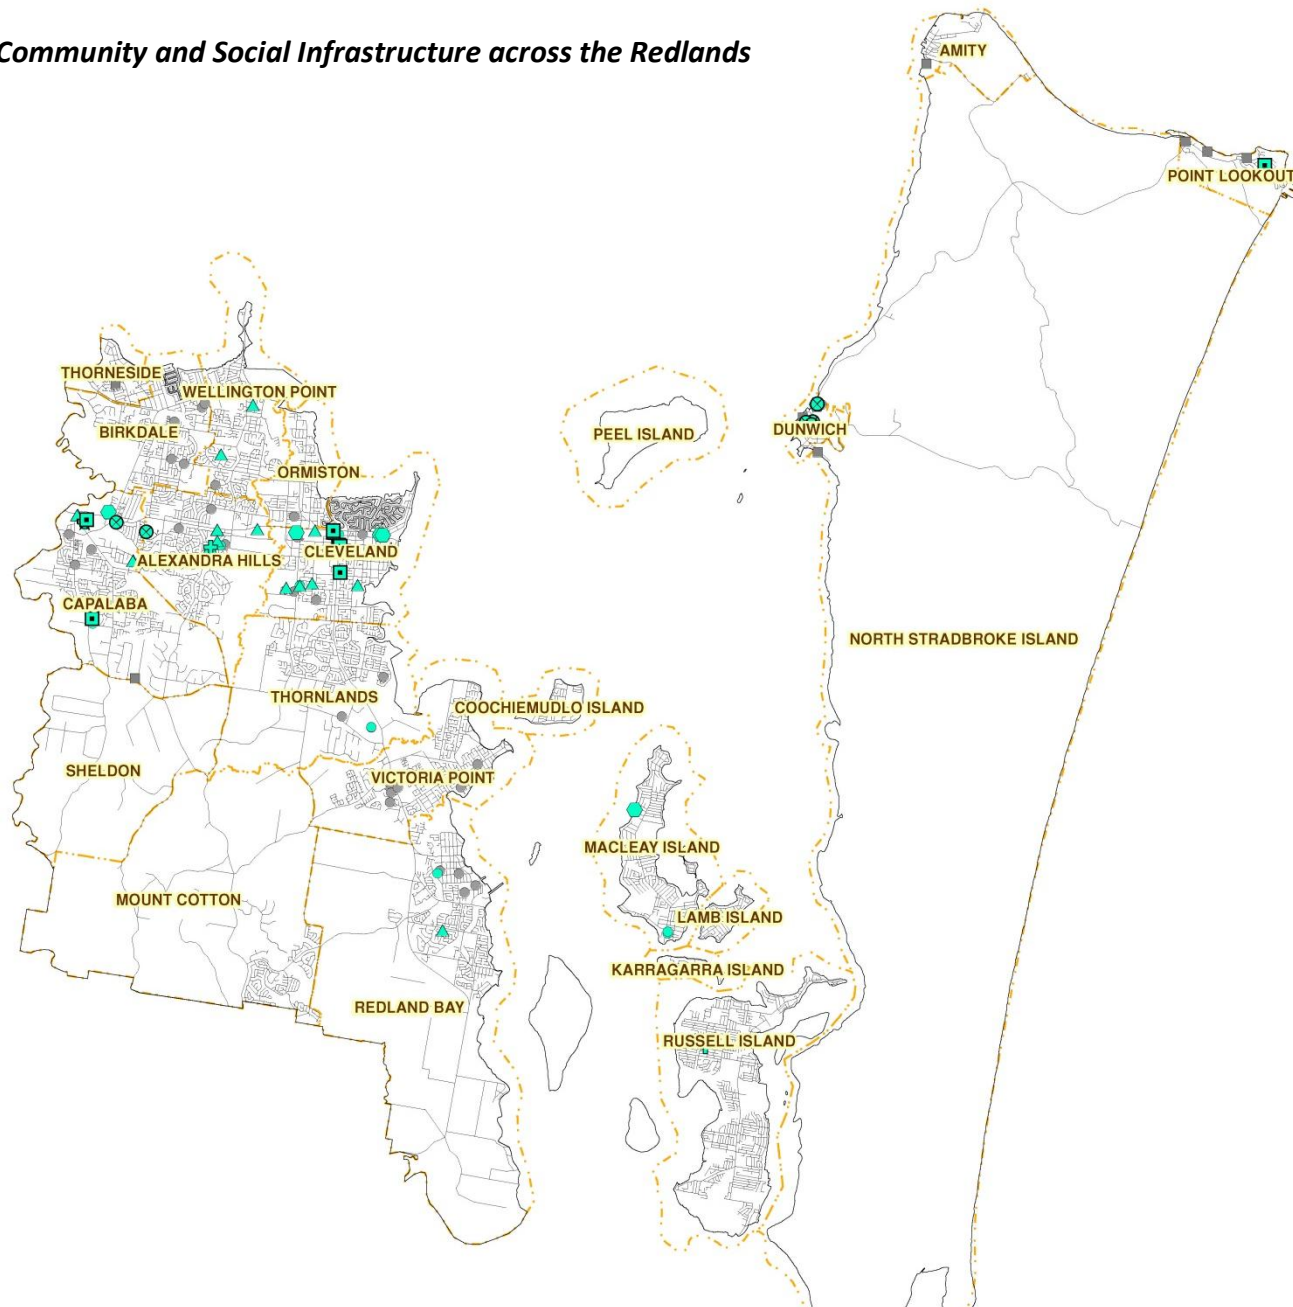 Community and Social Infrastructure across the Redlands
AMITY
POINT LOOKOUT
THORNESIDE
WELLINGTON POINT
BIRKDALE
PEEL ISLAND
DUNWICH
ORMISTON
CLEVELAND
ALEXANDRA HILLS
CAPALABA
NORTH STRADBROKE ISLAND
THORNLANDS
COOCHIEMUDLO ISLAND
SHELDON
VICTORIA POINT
MACLEAY ISLAND
MOUNT COTTON
LAMB ISLAND
KARRAGARRA ISLAND
REDLAND BAY
RUSSELL ISLAND